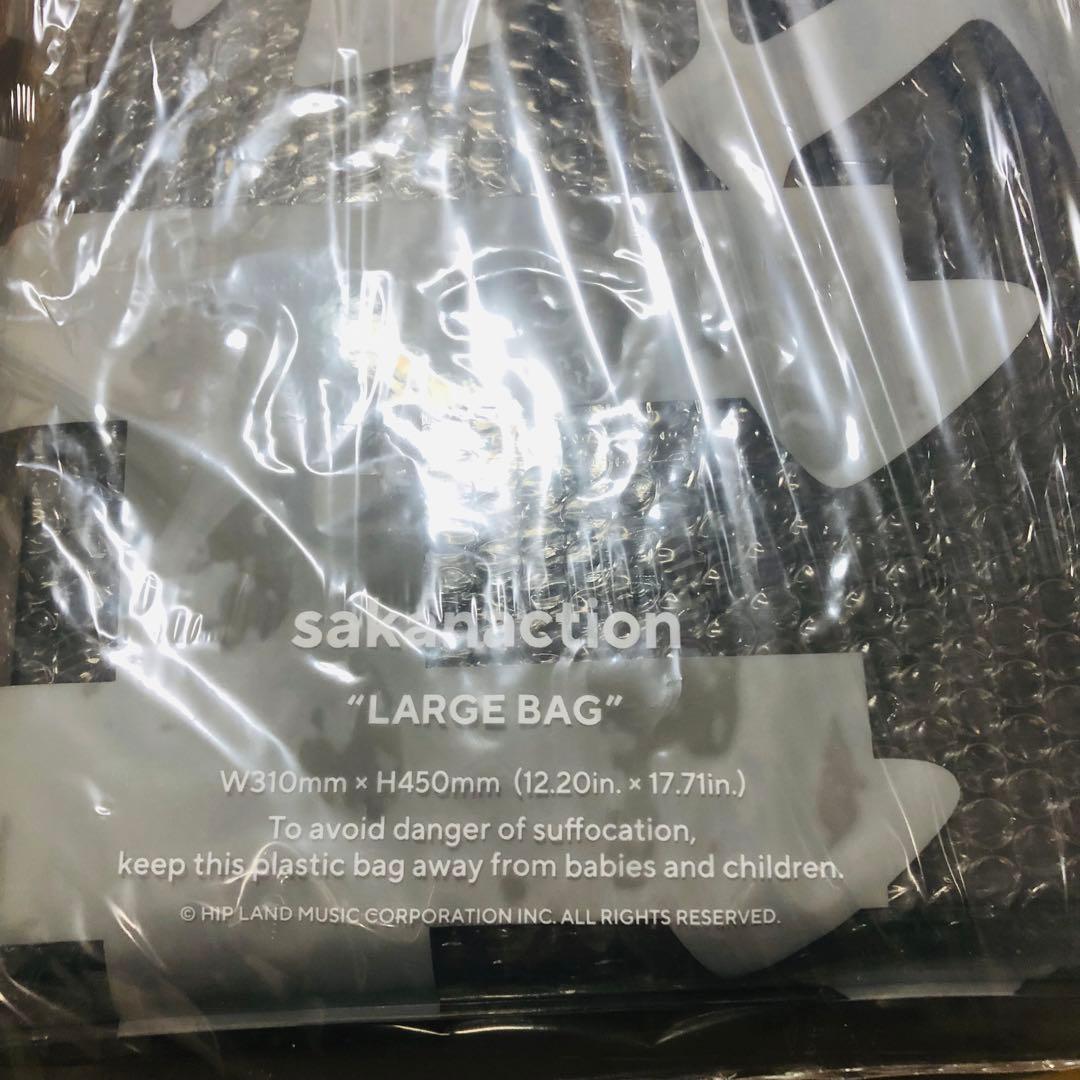 sakanaction
“LARGE BAG”
W310mm × H450mm (12.20in. × 17.71in.)
To avoid danger of suffocation,
keep this plastic bag away from babies and children.
© HIP LAND MUSIC CORPORATION INC. ALL RIGHTS RESERVED.